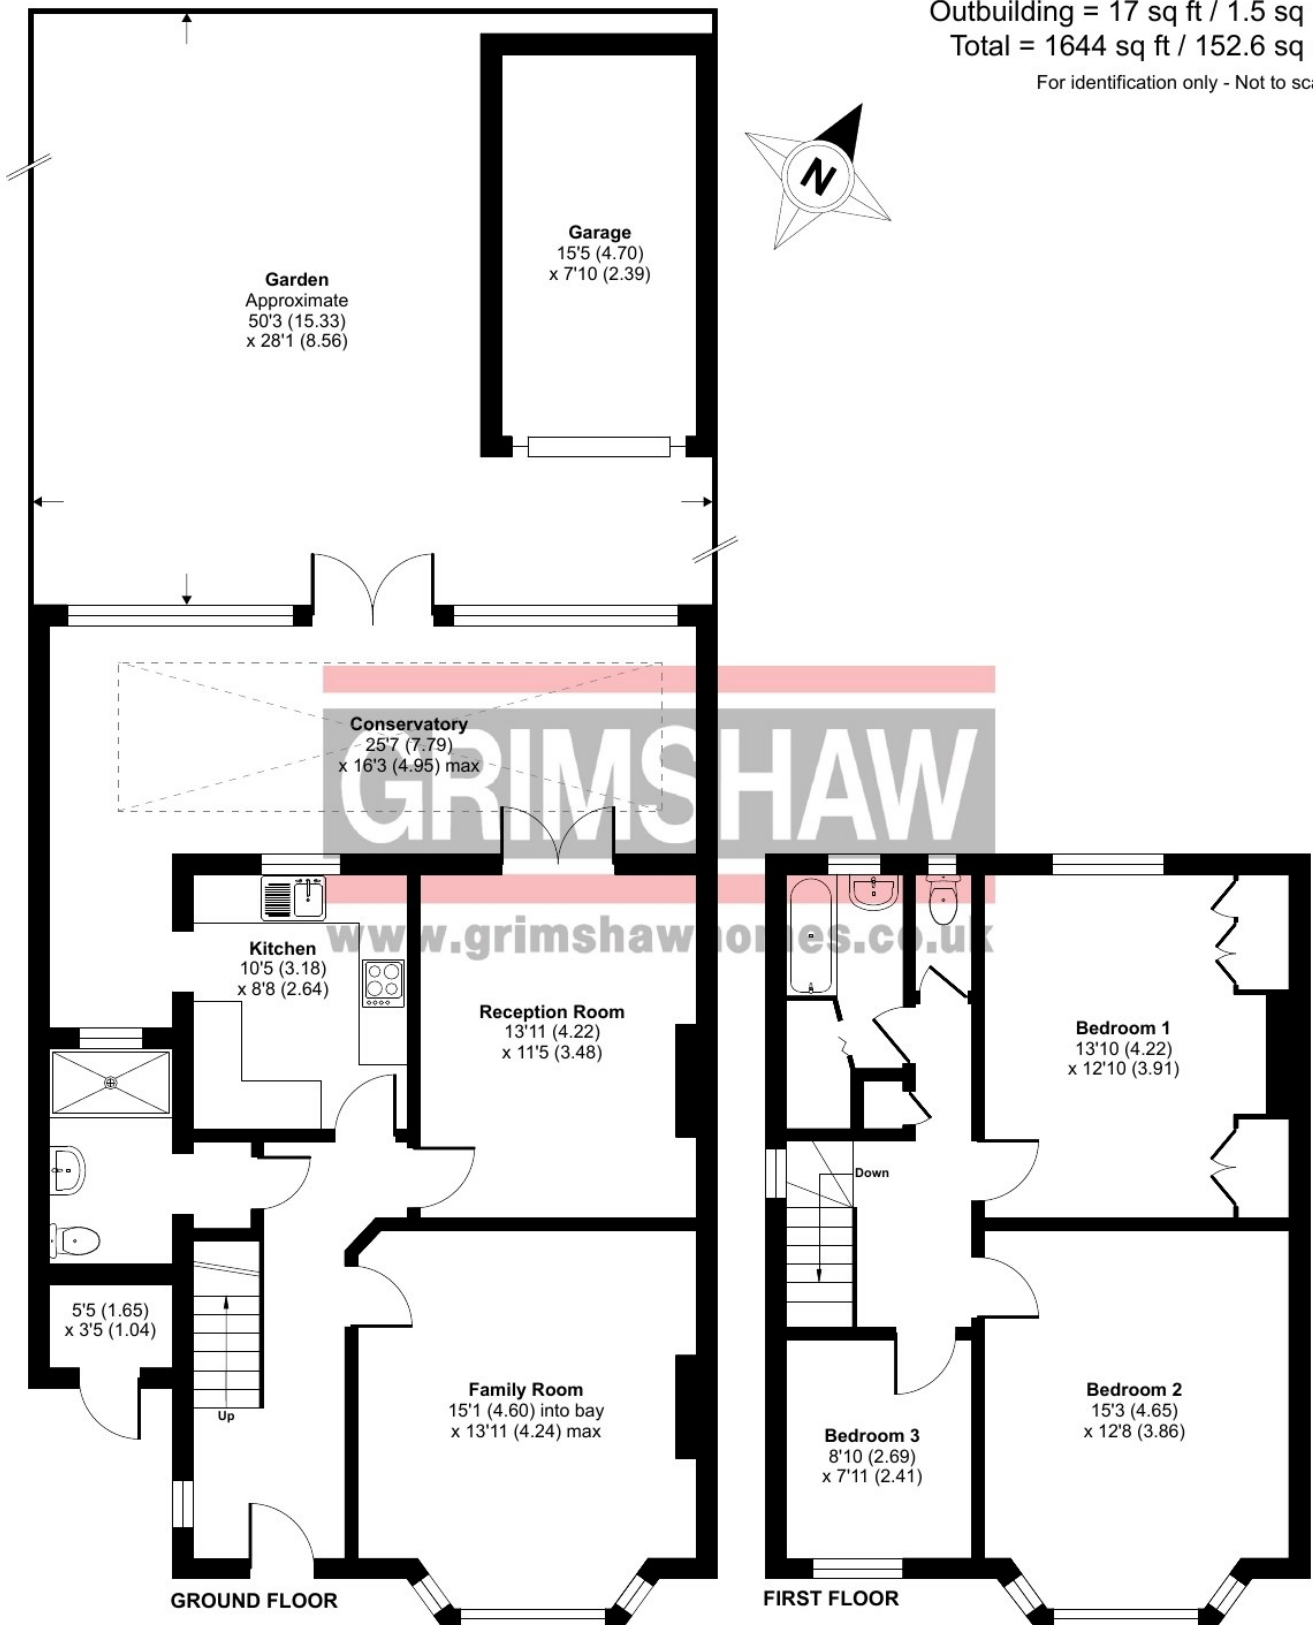 Outbuilding = 17 sq ft / 1.5 sq
Total = 1644 sq ft / 152.6 sq
For identification only - Not to sca
N
Garage
15'5 (4.70)
x 7'10 (2.39)
Garden
Approximate
50'3 (15.33)
x 28'1 (8.56)
Conservatory
25'7 (7.79)
x 16'3 (4.95) max
GRIMSHAW
www.grimshawhomes.co.uk
Kitchen
10'5 (3.18)
x 8'8 (2.64)
Reception Room
13'11 (4.22)
x 11'5 (3.48)
Bedroom 1
13'10 (4.22)
x 12'10 (3.91)
Down
5'5 (1.65)
x 3'5 (1.04)
Up
Family Room
15'1 (4.60) into bay
x 13'11 (4.24) max
Bedroom 2
15'3 (4.65)
x 12'8 (3.86)
Bedroom 3
8'10 (2.69)
x 7'11 (2.41)
GROUND FLOOR
FIRST FLOOR